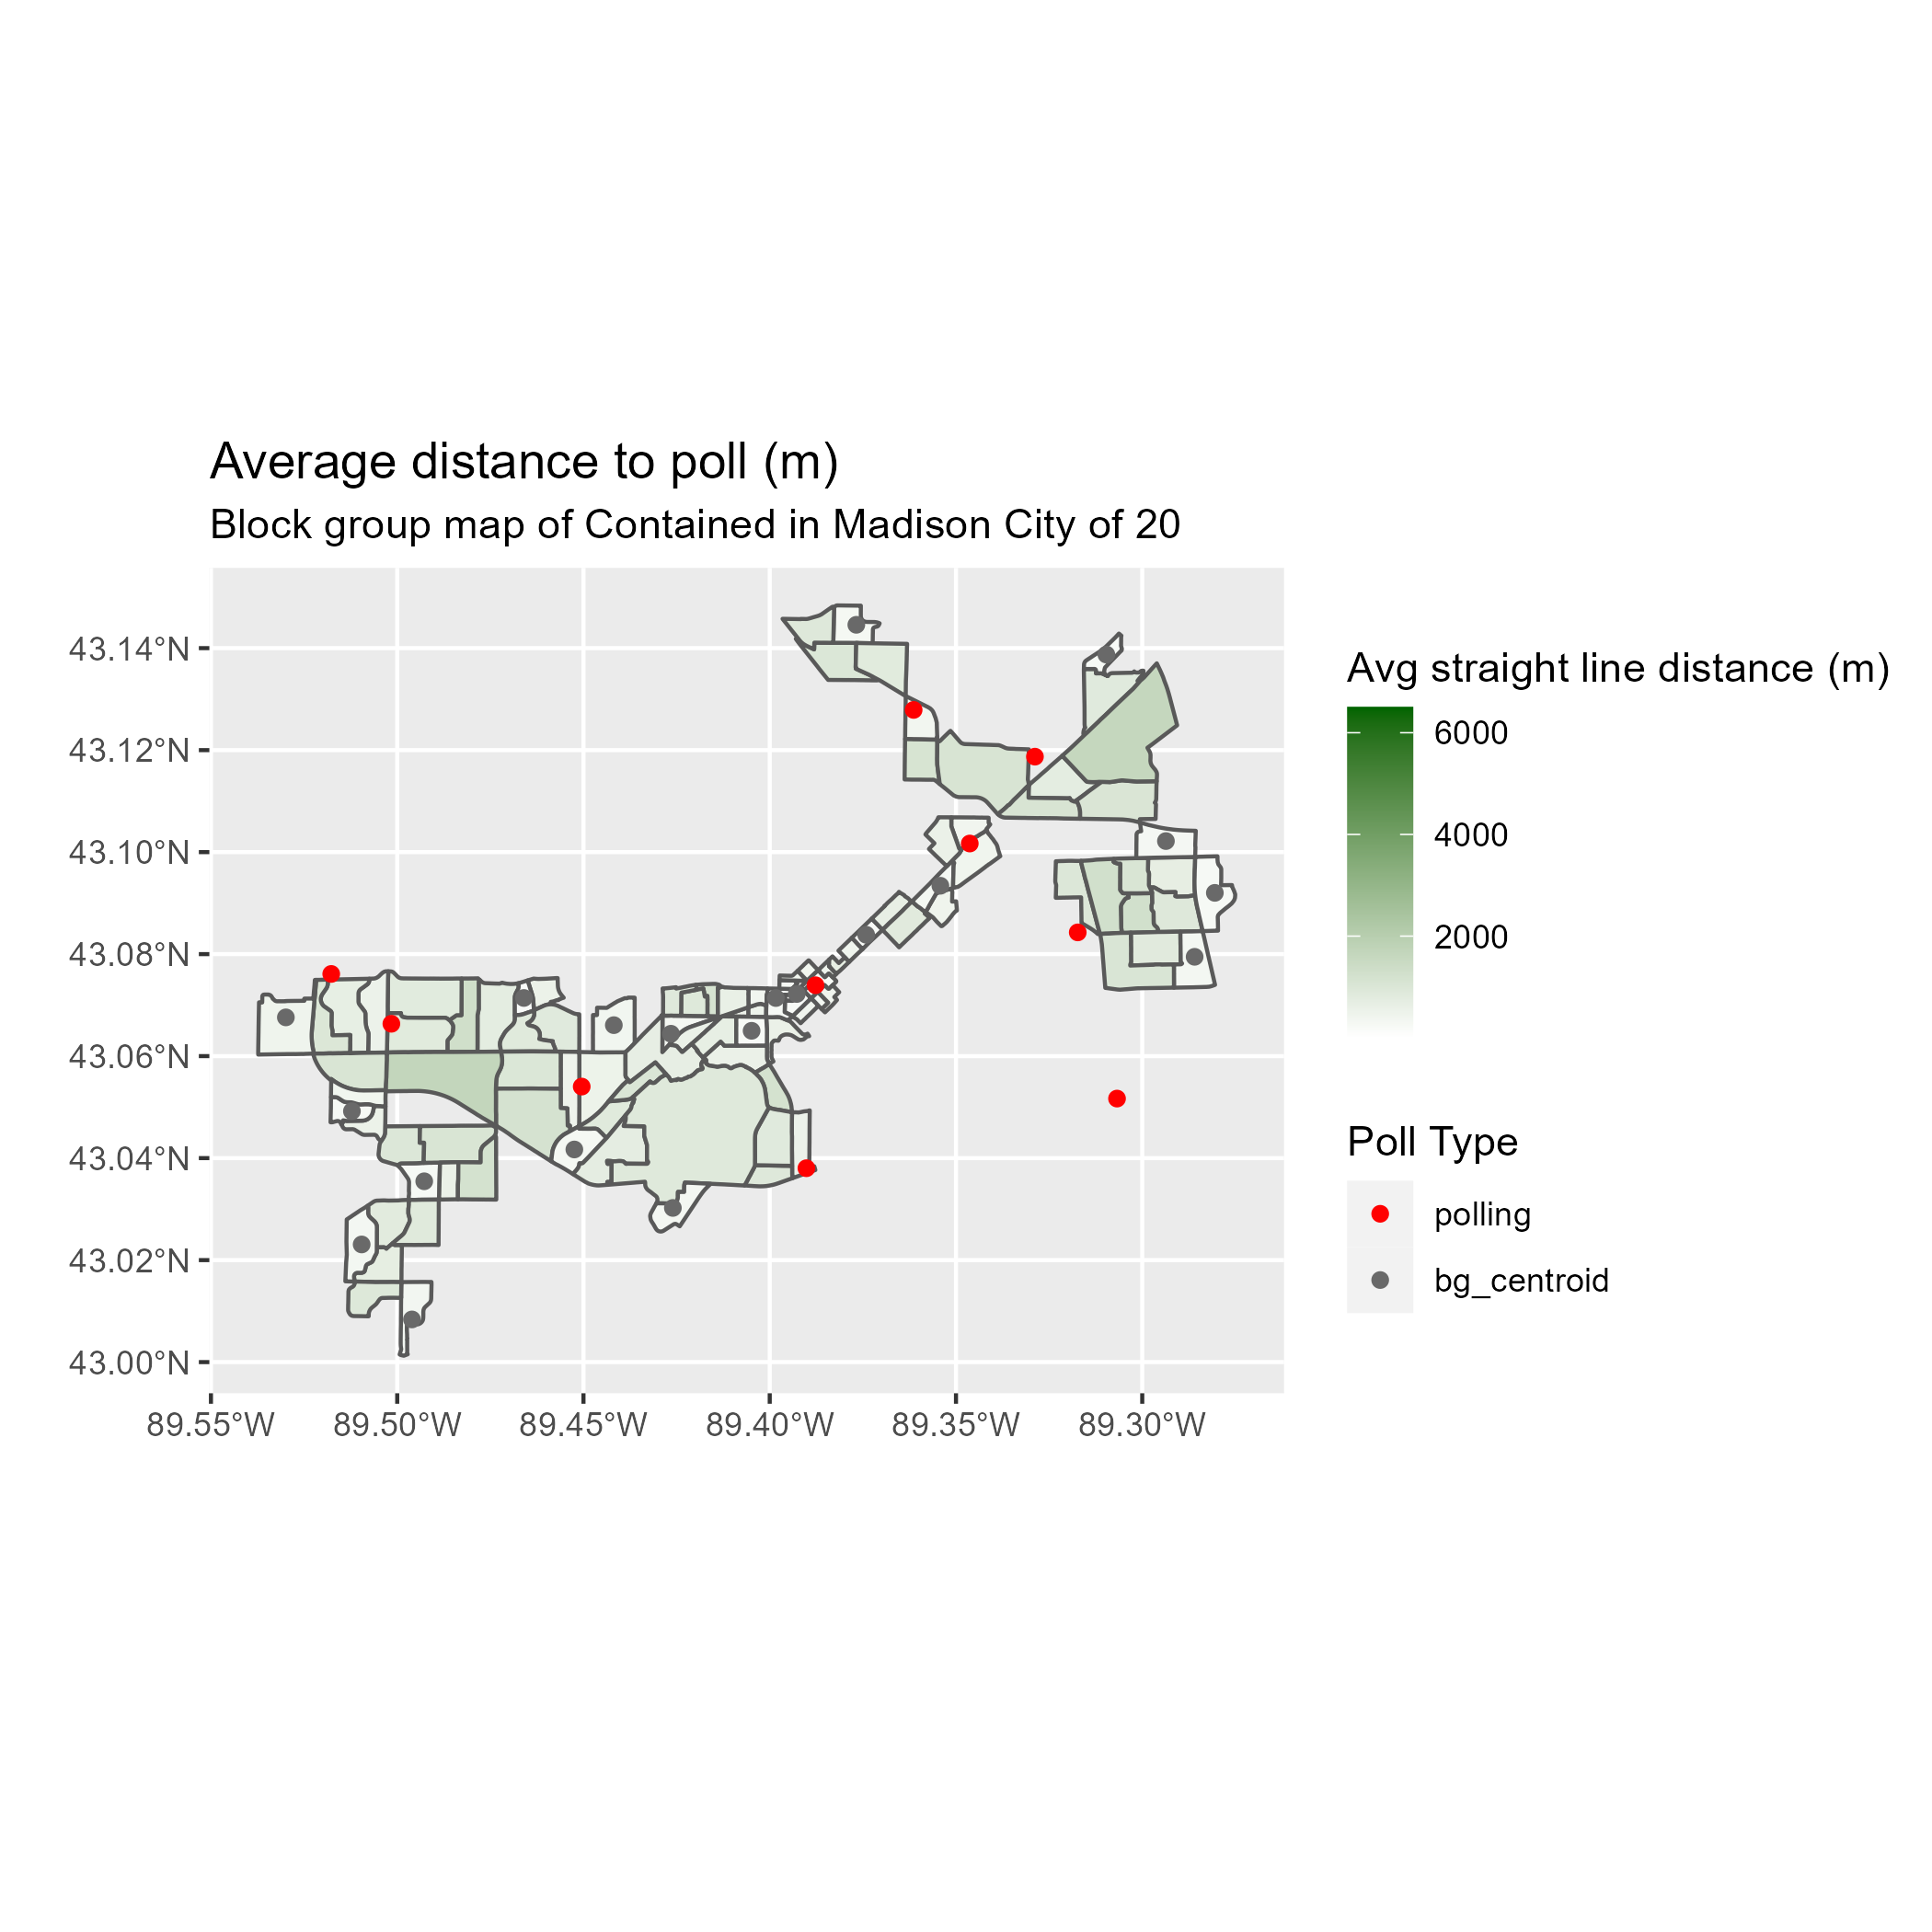 Average distance to poll (m)
Block group map of Contained in Madison City of 20
43.14°N
43.12°N
43.10°N
43.08°N
43.06°N
43.04°N
43.02°N
43.00°N
89.55°W 89.50°W 89.45°W 89.40°W 89.35°W 89.30°W
Avg straight line distance (m)
6000
4000
2000
Poll Type
polling
bg_centroid